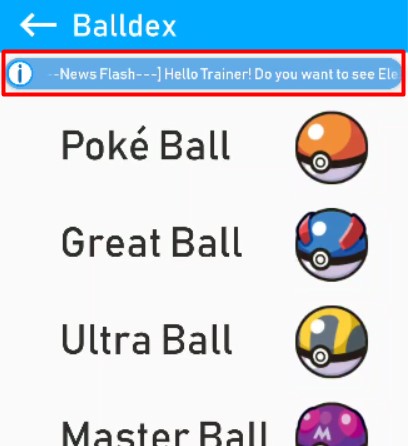 Balldex
--News Flash---] Hello Trainer! Do you want to see Ele
Poké Ball
Great Ball
Ultra Ball
Master Ball
M